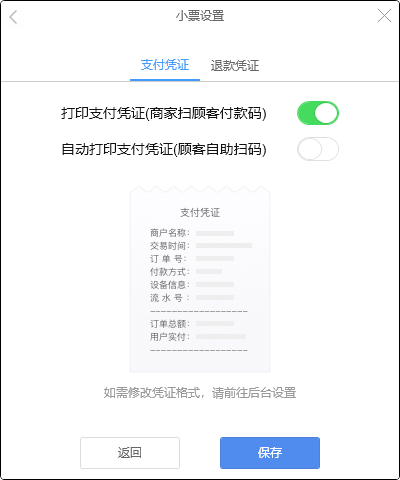 小票设置
支付凭证 退款凭证
打印支付凭证(商家扫顾客付款码)
自动打印支付凭证(顾客自助扫码)
支付凭证
商户名称:
交易时间:
订 单 号:
付款方式:
设备信息:
流 水 号 :
-------------------
订单总额:
用户实付:
-------------------
如需修改凭证格式，请前往后台设置
返回 保存